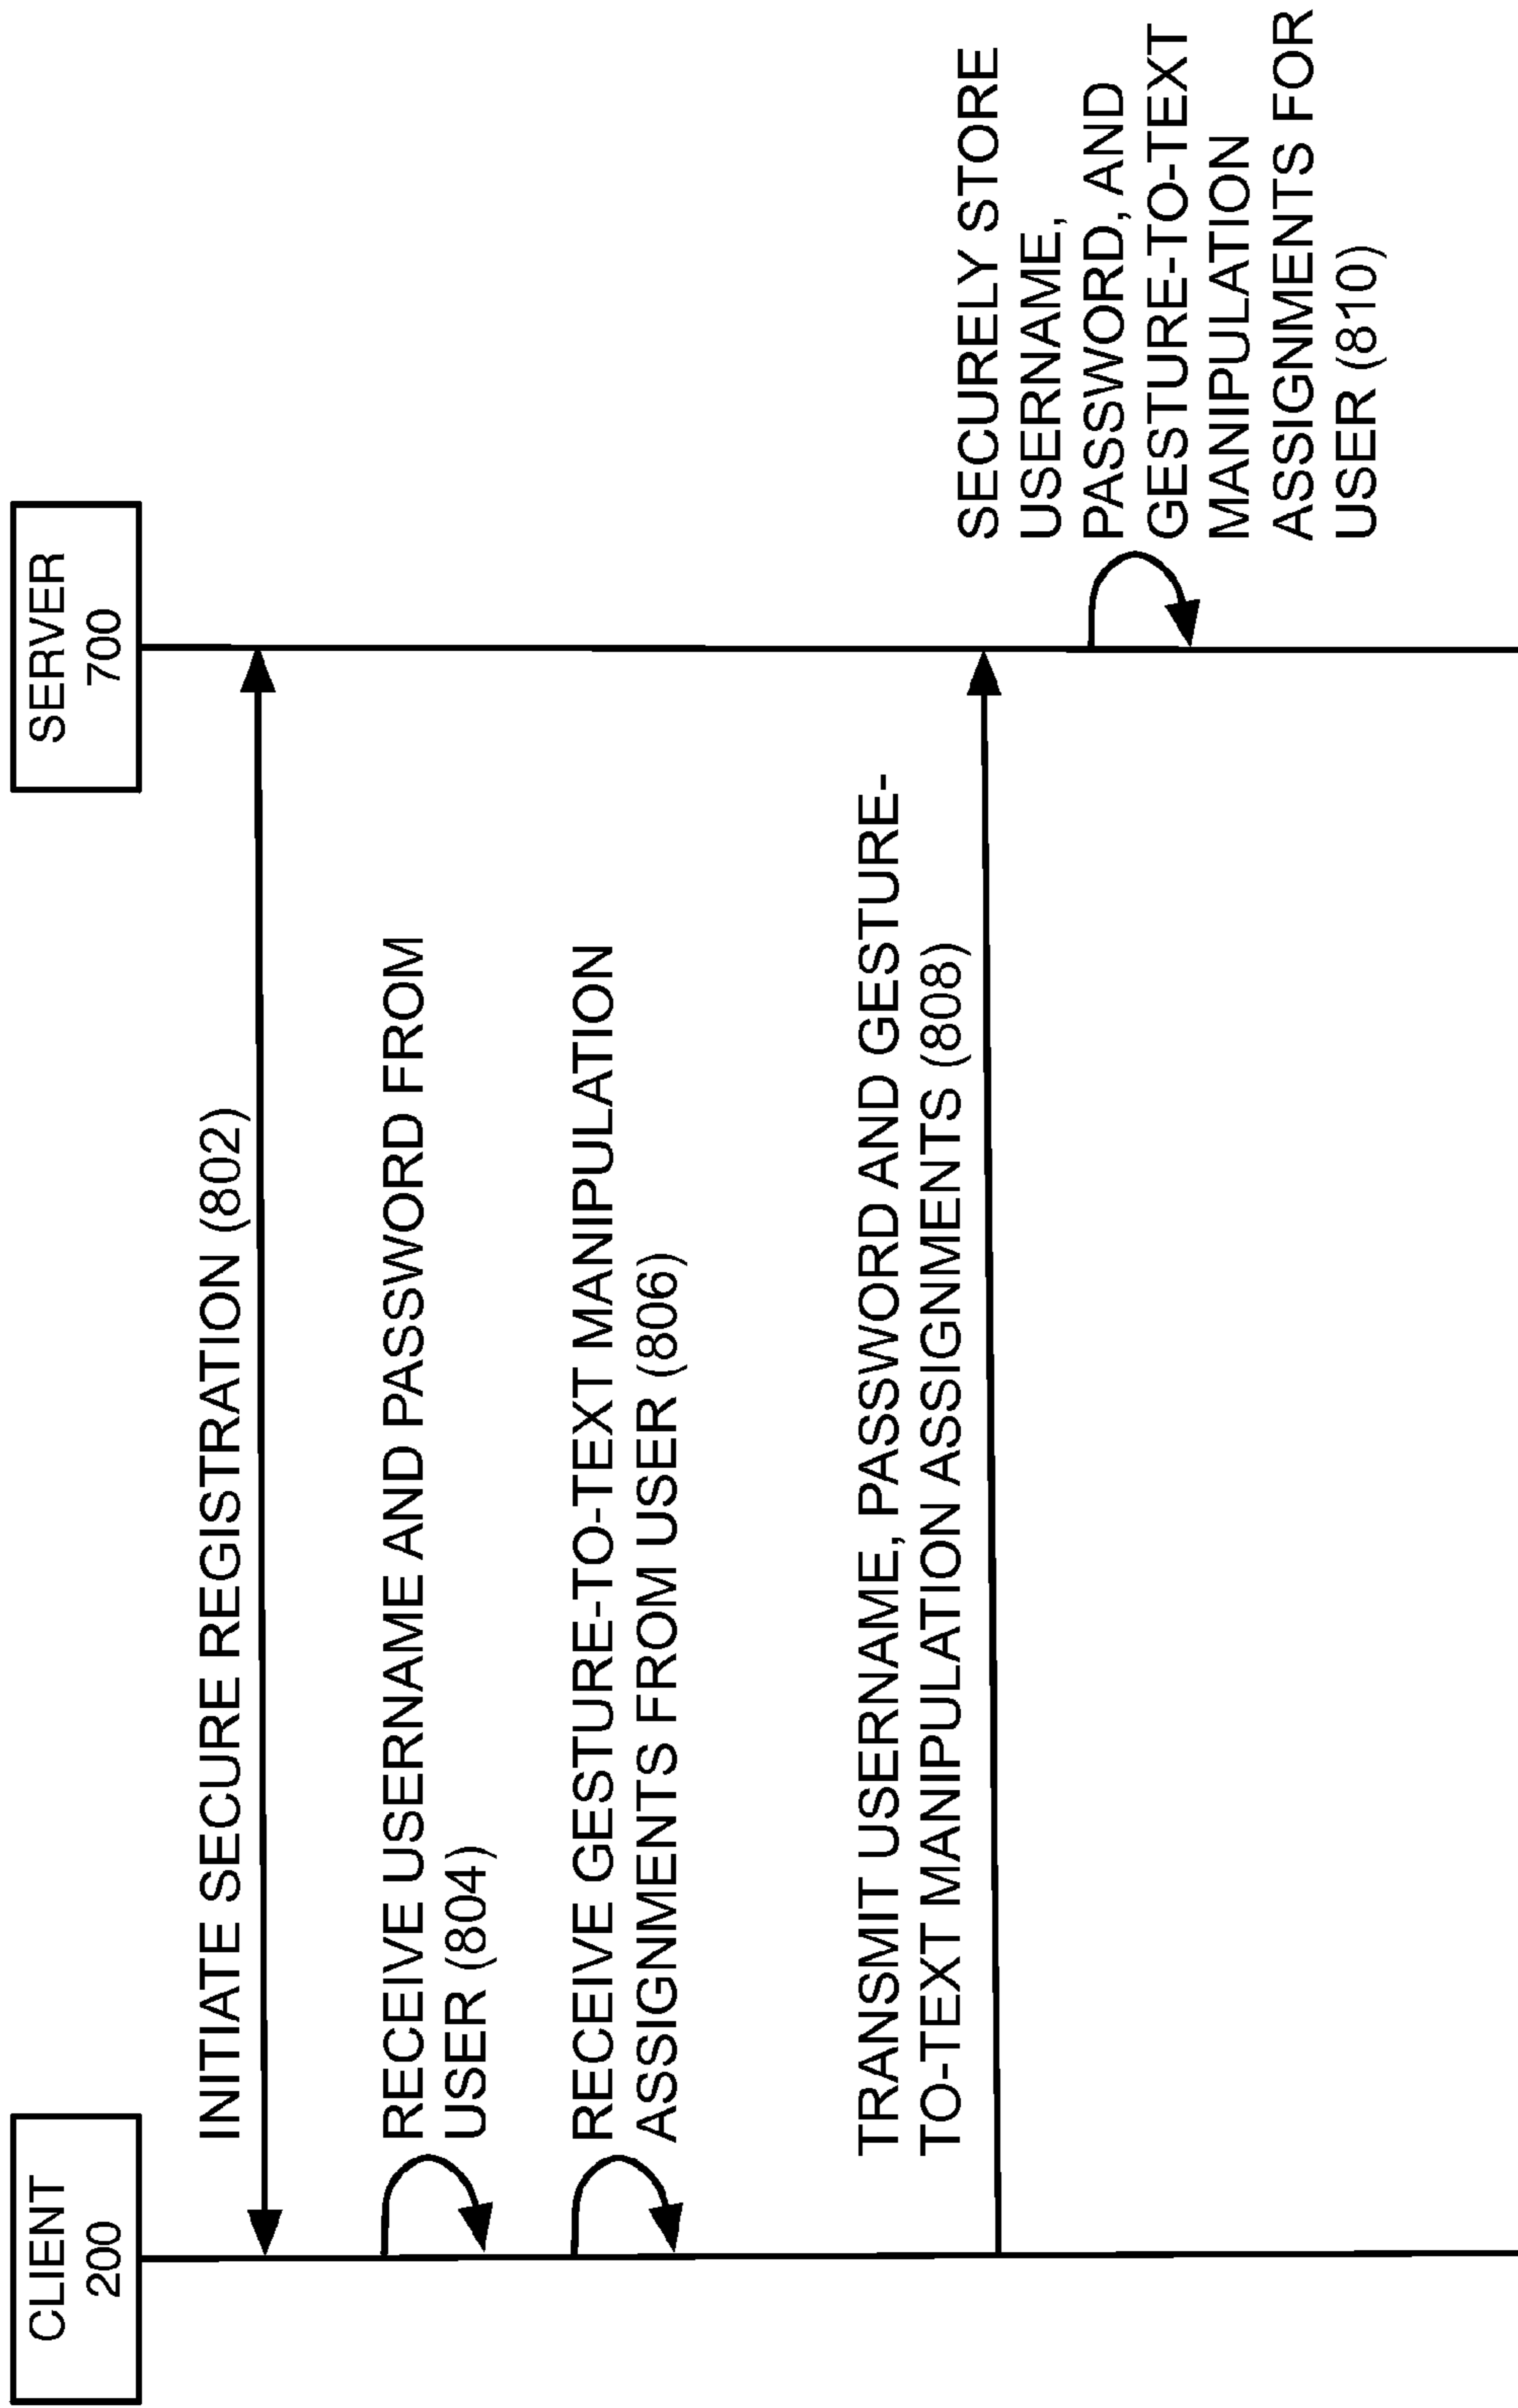 CLIENT
200
SERVER
700
INITIATE SECURE REGISTRATION (802)
RECEIVE USERNAME AND PASSWORD FROM
USER (804)
RECEIVE GESTURE-TO-TEXT MANIPULATION
ASSIGNMENTS FROM USER (806)
TRANSMIT USERNAME, PASSWORD AND GESTURE-
TO-TEXT MANIPULATION ASSIGNMENTS (808)
SECURELY STORE
USERNAME,
PASSWORD, AND
GESTURE-TO-TEXT
MANIPULATION
ASSIGNMENTS FOR
USER (810)